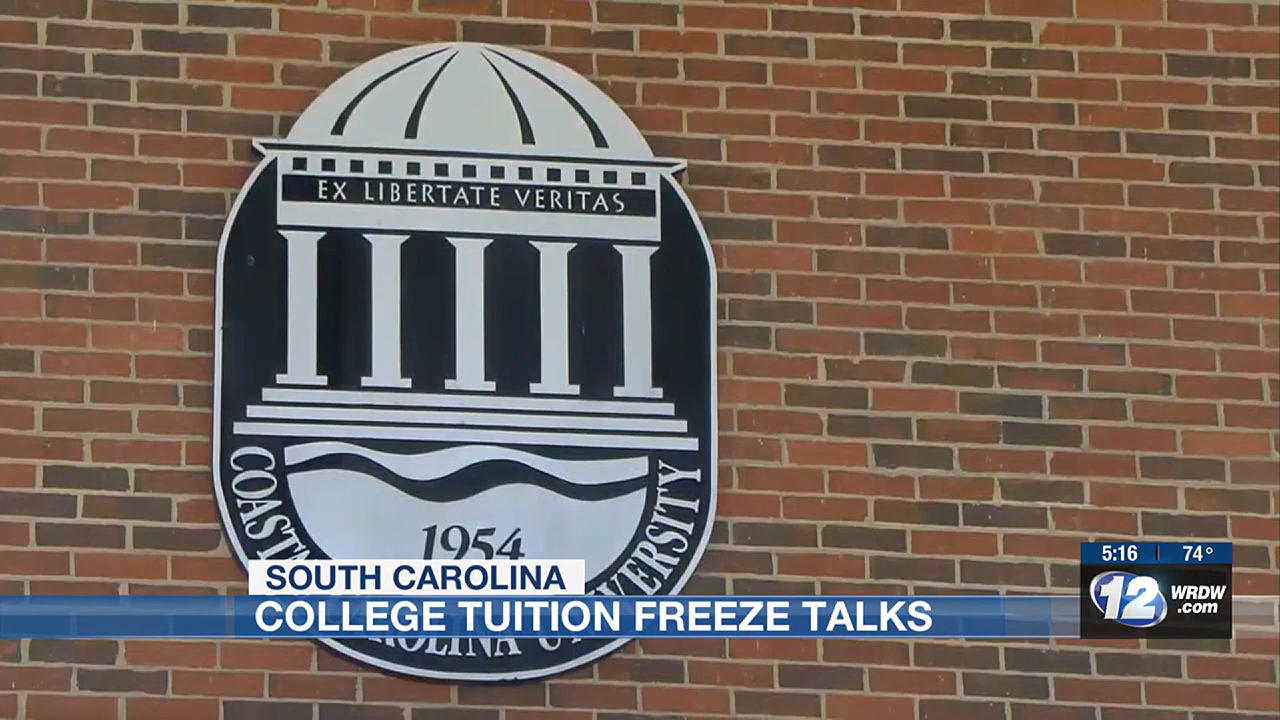 EX LIBERTATE VERITAS
1954
SOUTH CAROLINA
COLLEGE TUITION FREEZE TALKS
5:16 74°
12 WRDW
.com